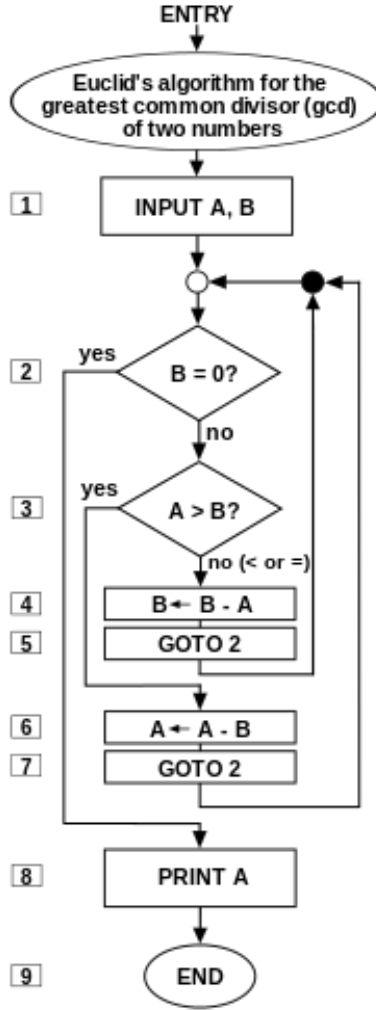 ENTRY
Euclid's algorithm for the
greatest common divisor (gcd)
of two numbers
1
INPUT A, B
2
yes
B = 0?
no
3
yes
A > B?
no (< or =)
4
B ← B - A
5
GOTO 2
6
A ← A - B
7
GOTO 2
8
PRINT A
9
END